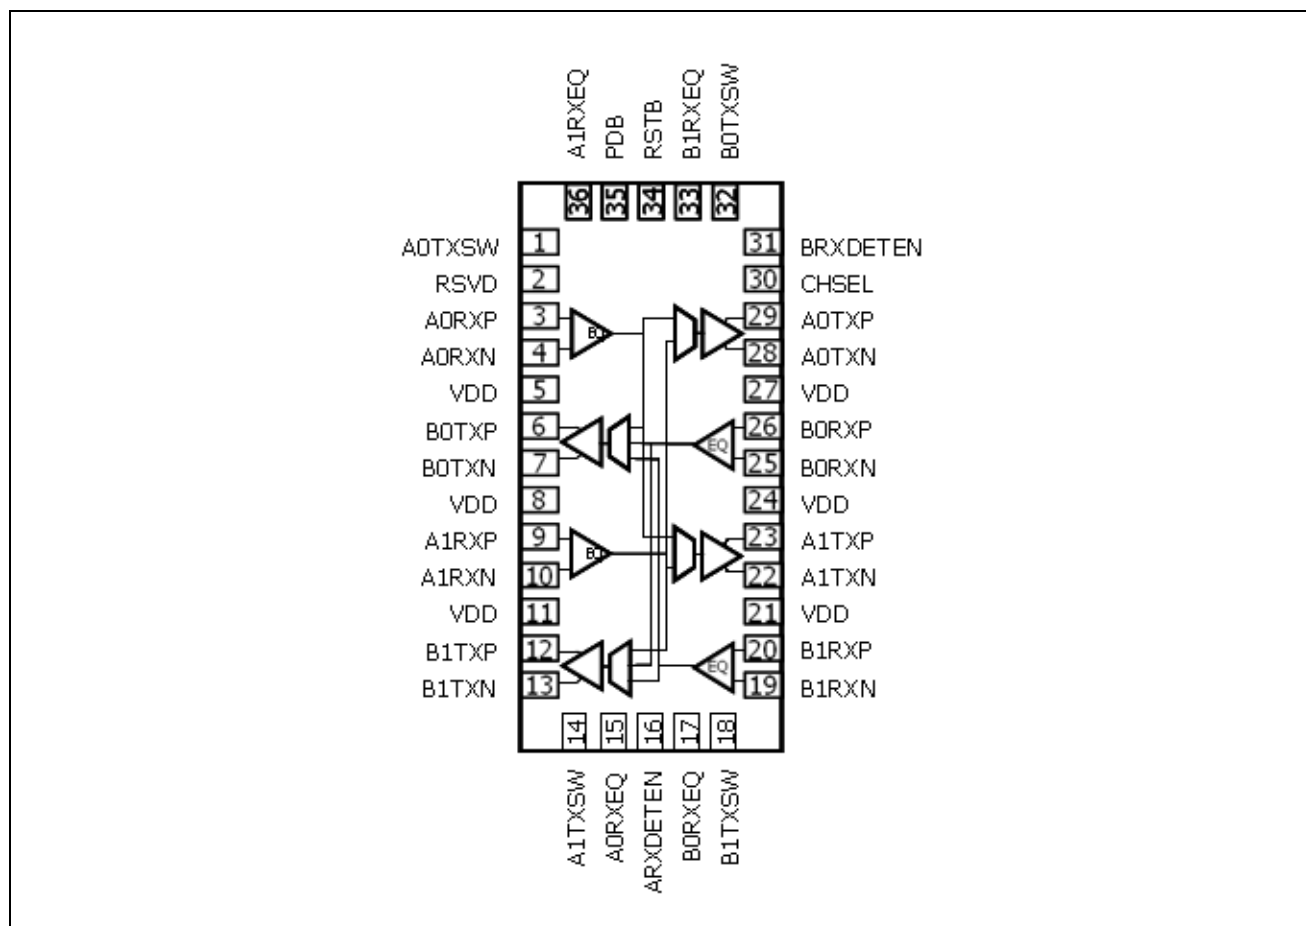 A1RXEQ
PDB
RSTB
B1RXEQ
B0TXSW
36
35
34
33
32
A0TXSW 1
31 BRXDETEN
RSVD 2
30 CHSEL
A0RXP 3
29 A0TXP
A0RXN 4
28 A0TXN
VDD 5
27 VDD
B0TXP 6
26 B0RXP
EQ
B0TXN 7
25 B0RXN
VDD 8
24 VDD
A1RXP 9
23 A1TXP
A1RXN 10
22 A1TXN
VDD 11
21 VDD
B1TXP 12
20 B1RXP
EQ
B1TXN 13
19 B1RXN
14
15
16
17
18
A1TXSW
A0RXEQ
ARXDETEN
B0RXEQ
B1TXSW